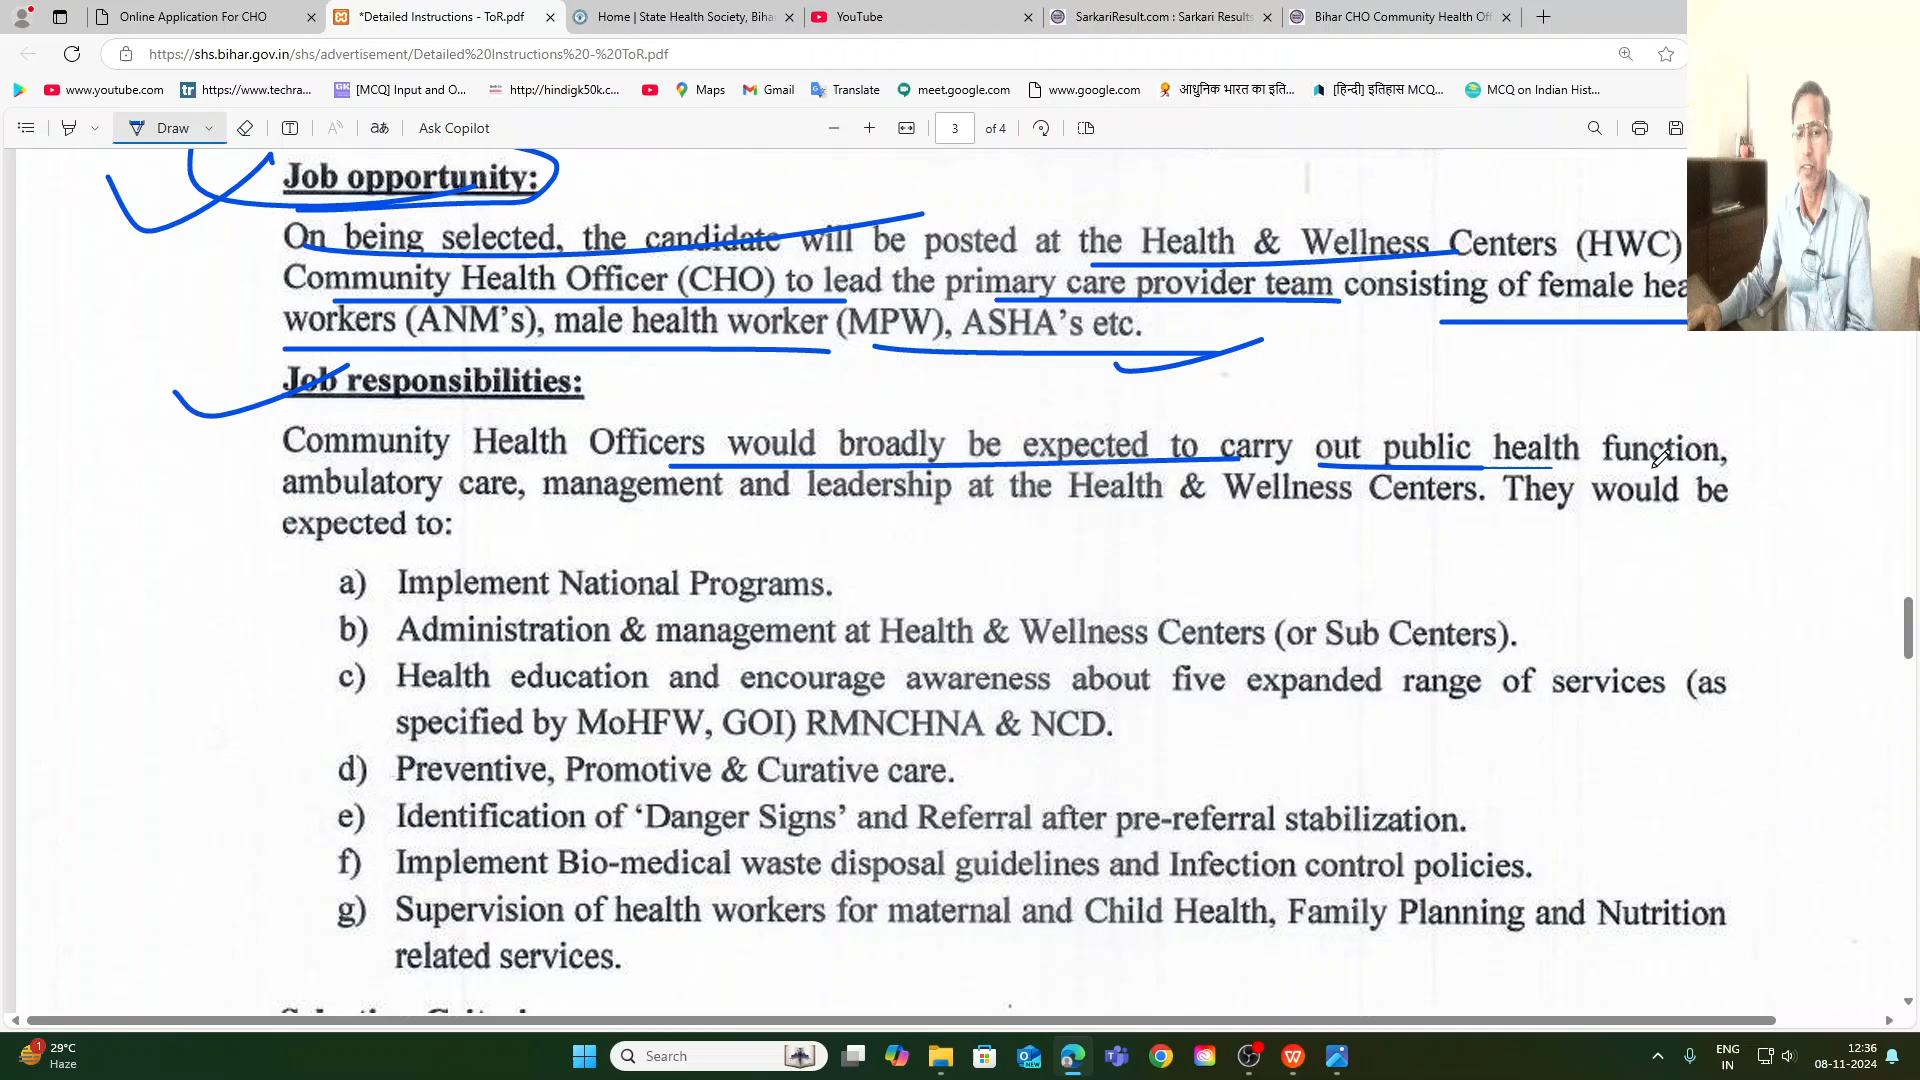 Online Application For CHO
*Detailed Instructions - ToR.pdf
Home | State Health Society, Bihar
YouTube
SarkariResult.com : Sarkari Results
Bihar CHO Community Health Off
https://shs.bihar.gov.in/shs/advertisement/Detailed%20Instructions%20-%20ToR.pdf
www.youtube.com
https://www.techra...
[MCQ] Input and O...
http://hindigk50k.c...
Maps
Gmail
Translate
meet.google.com
www.google.com
आधुनिक भारत का इति...
[हिन्दी] इतिहास MCQ...
MCQ on Indian Hist...
Draw
Ask Copilot
3 of 4
Job opportunity:
On being selected, the candidate will be posted at the Health & Wellness Centers (HWC)
Community Health Officer (CHO) to lead the primary care provider team consisting of female hea
workers (ANM's), male health worker (MPW), ASHA's etc.
Job responsibilities:
Community Health Officers would broadly be expected to carry out public health function,
ambulatory care, management and leadership at the Health & Wellness Centers. They would be
expected to:
a) Implement National Programs.
b) Administration & management at Health & Wellness Centers (or Sub Centers).
c) Health education and encourage awareness about five expanded range of services (as
specified by MoHFW, GOI) RMNCHNA & NCD.
d) Preventive, Promotive & Curative care.
e) Identification of ‘Danger Signs’ and Referral after pre-referral stabilization.
f) Implement Bio-medical waste disposal guidelines and Infection control policies.
g) Supervision of health workers for maternal and Child Health, Family Planning and Nutrition
related services.
1
29°C
Haze
Search
ENG
IN
12:36
08-11-2024